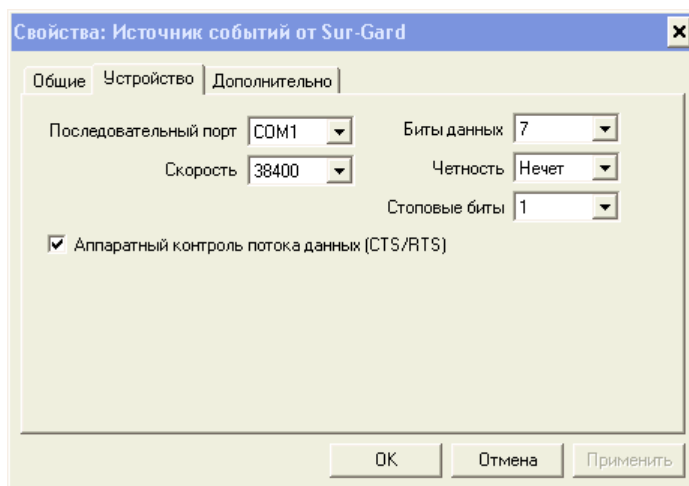 Свойства: Источник событий от Sur-Gard
Общие Устройство Дополнительно
Последовательный порт COM1 Биты данных 7
Скорость 38400 Четность Нечет
Стоповые биты 1
Аппаратный контроль потока данных (CTS/RTS)
OK Отмена Применить